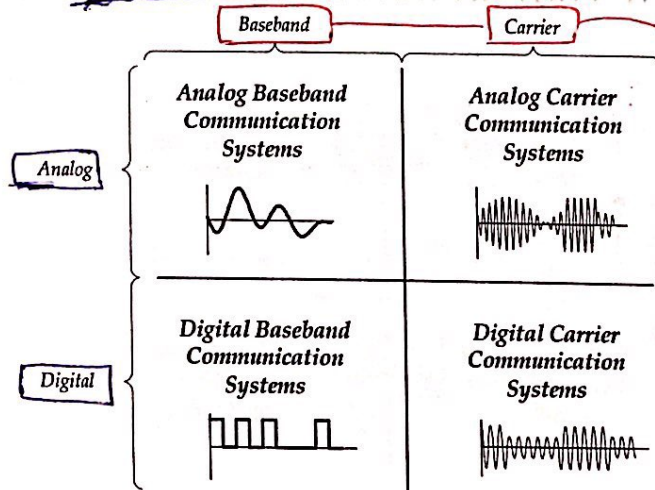 Baseband
Carrier
Analog Baseband
Communication
Systems
Analog Carrier
Communication
Systems
Analog
Digital Baseband
Communication
Systems
Digital Carrier
Communication
Systems
Digital